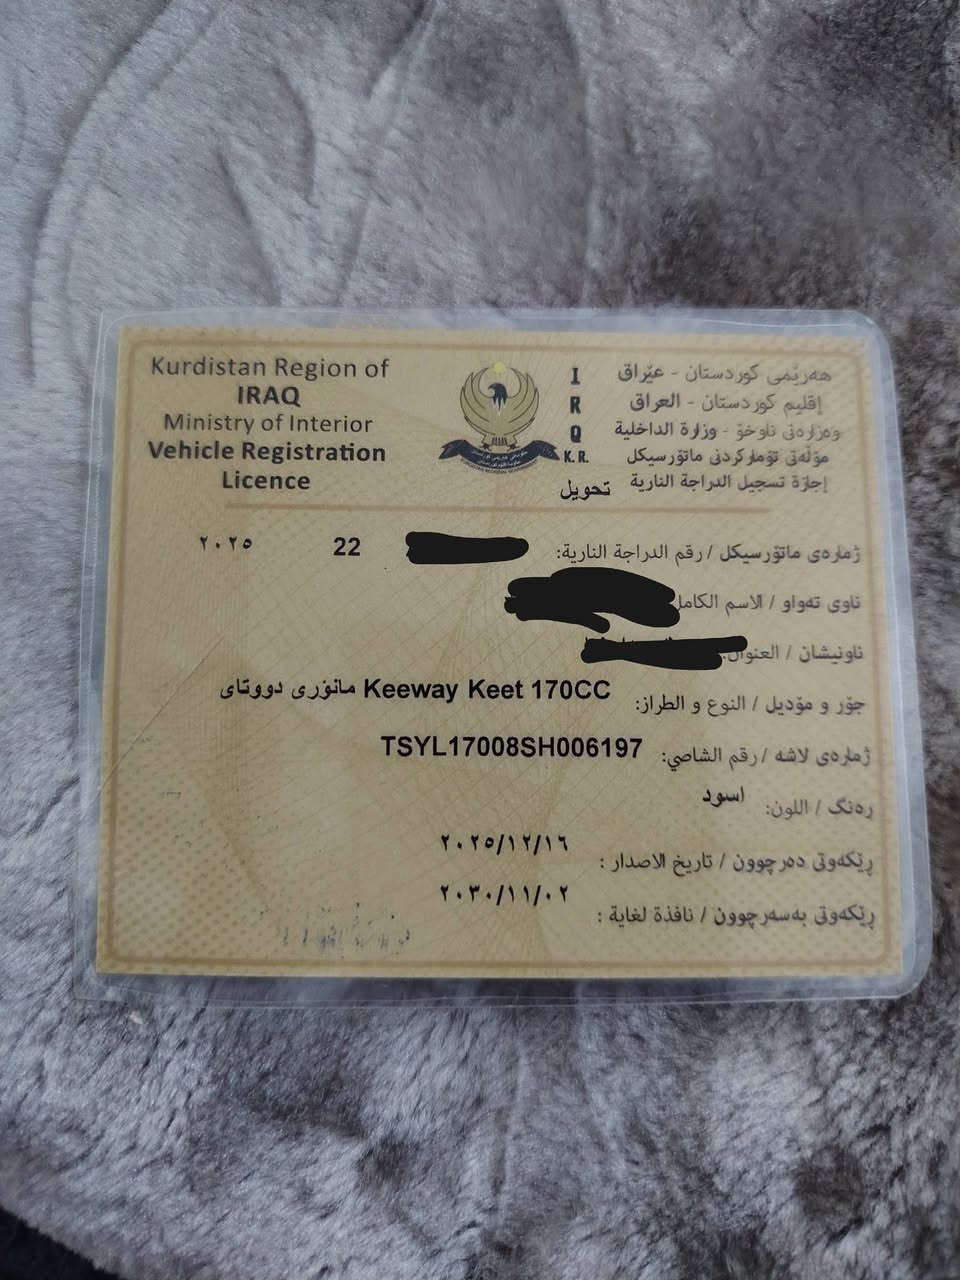 Kurdistan Region of
IRAQ
Ministry of Interior
Vehicle Registration
Licence
I
R
Q
K.R.
هەرێمی کوردستان - عێراق
إقليم كوردستان - العراق
وەزارەتی ناوخۆ - وزارة الداخلية
مۆڵەتی تۆمارکردنی ماتۆرسیکل
إجازة تسجيل الدراجة النارية
تحويل
ژمارەی ماتۆرسیکل / رقم الدراجة النارية: 22 ٢٠٢٥
ناوی تەواو / الاسم الكامل
ناونیشان / العنوان:
جۆر و مۆدیل / النوع و الطراز: Keeway Keet 170CC ماتۆری دووتای
ژمارەی لاشە / رقم الشاصي: TSYL17008SH006197
ڕەنگ / اللون: اسود
ڕێکەوتی دەرچوون / تاريخ الاصدار : ٢٠٢٥/١٢/١٦
ڕێکەوتی بەسەرچوون / نافذة لغاية : ٢٠٣٠/١١/٠٢